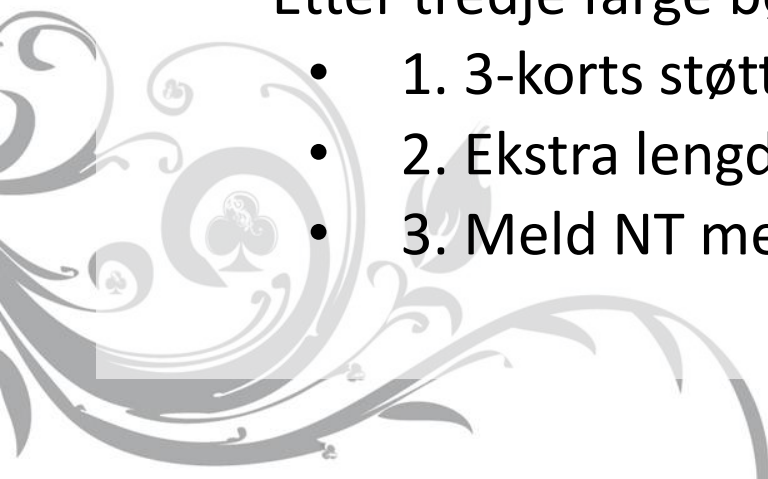 Etter tredje farge b
• 1. 3-korts støtt
• 2. Ekstra lengd
• 3. Meld NT me